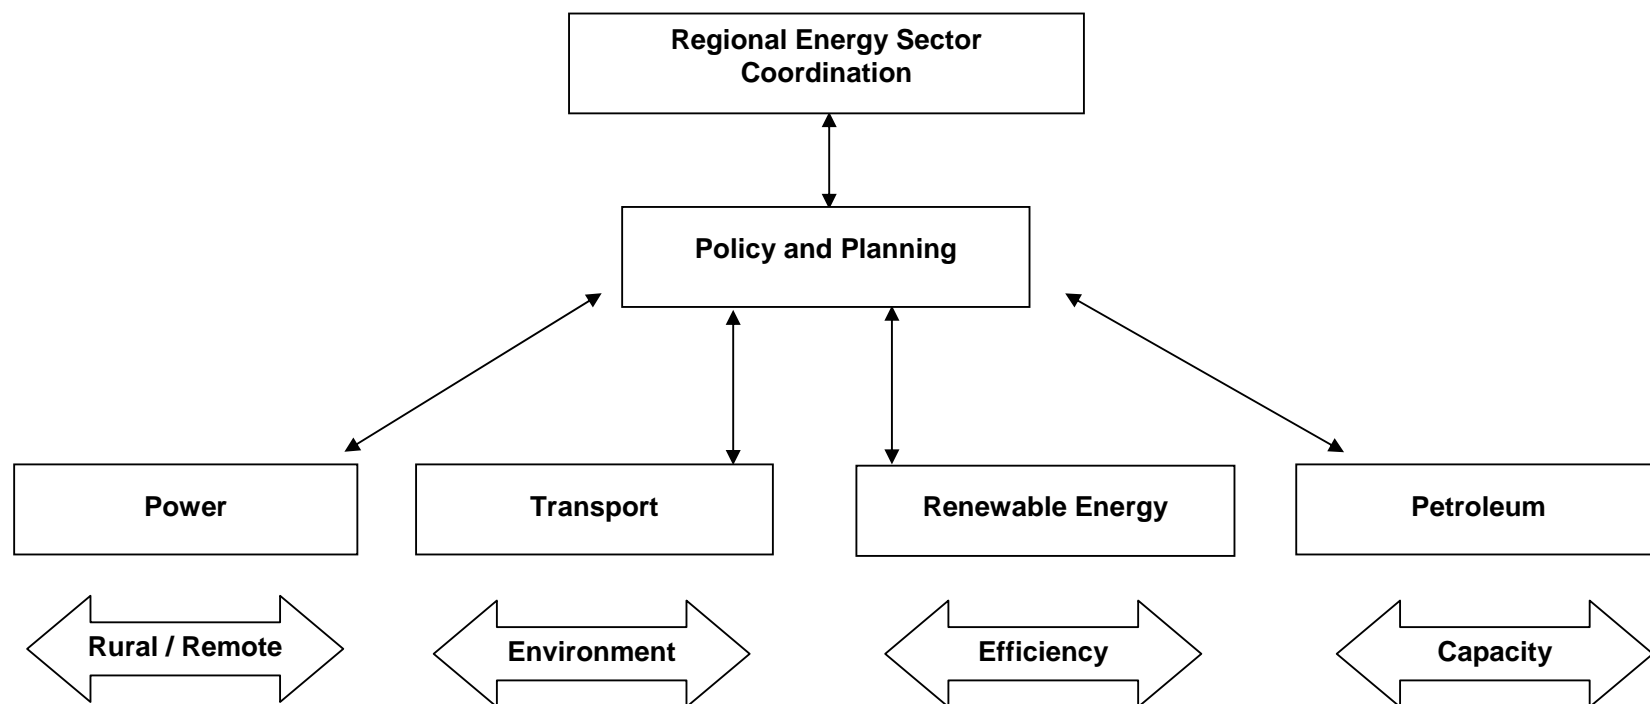 Regional Energy Sector
Coordination
Policy and Planning
Power
Transport
Renewable Energy
Petroleum
Rural / Remote
Environment
Efficiency
Capacity